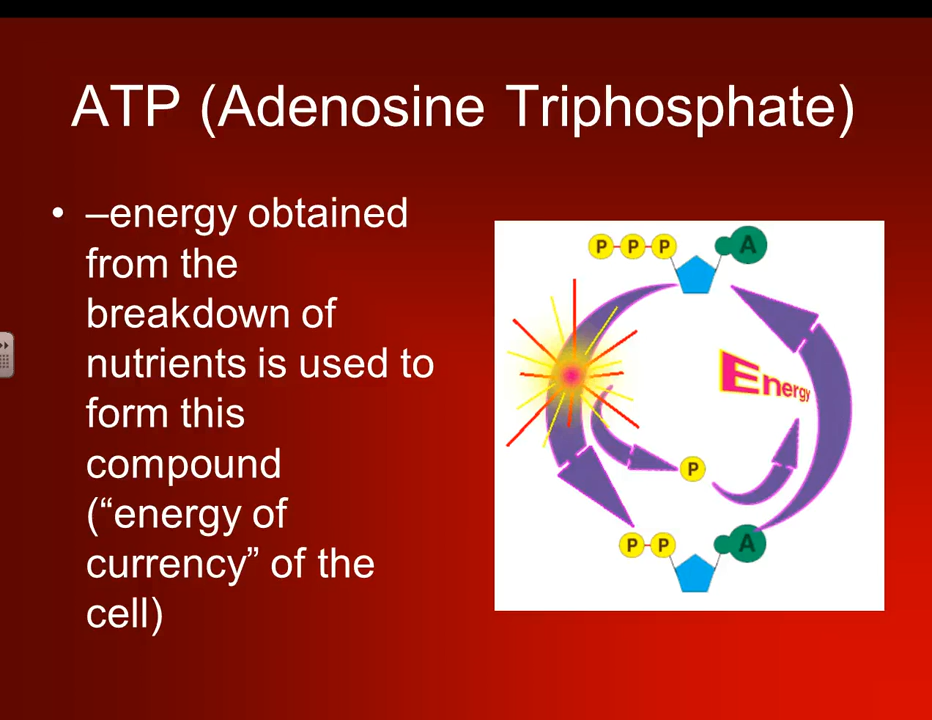 ATP (Adenosine Triphosphate)
• –energy obtained
from the
breakdown of
nutrients is used to
form this
compound
(“energy of
currency” of the
cell)
P P P A
Energy
P
P P A